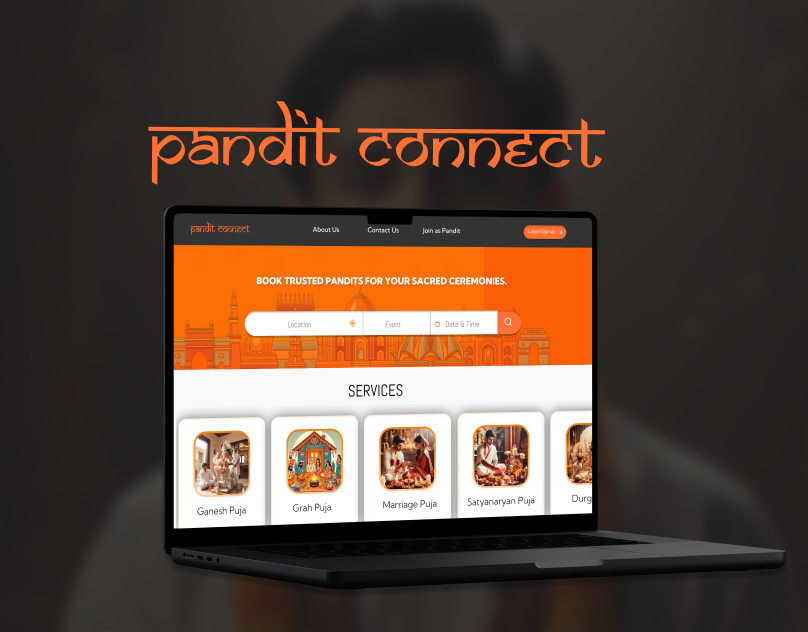 pandit connect
pandit connect About Us Contact Us Join as Pandit Login/Signup
BOOK TRUSTED PANDITS FOR YOUR SACRED CEREMONIES.
Location Event Date & Time
SERVICES
Ganesh Puja Grah Puja Marriage Puja Satyanaryan Puja Durg